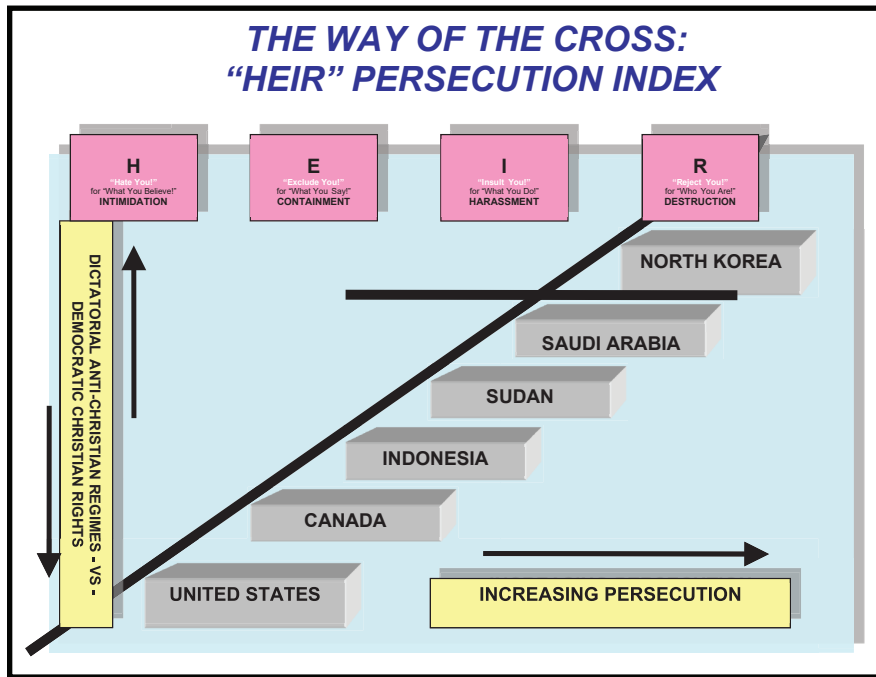 THE WAY OF THE CROSS:
“HEIR” PERSECUTION INDEX
H
“Hate You!”
for “What You Believe!”
INTIMIDATION
E
“Exclude You!”
for “What You Say!”
CONTAINMENT
I
“Insult You!”
for “What You Do!”
HARASSMENT
R
“Reject You!”
for “Who You Are!”
DESTRUCTION
DICTATORIAL ANTI-CHRISTIAN REGIMES - VS -
DEMOCRATIC CHRISTIAN RIGHTS
NORTH KOREA
SAUDI ARABIA
SUDAN
INDONESIA
CANADA
UNITED STATES
INCREASING PERSECUTION